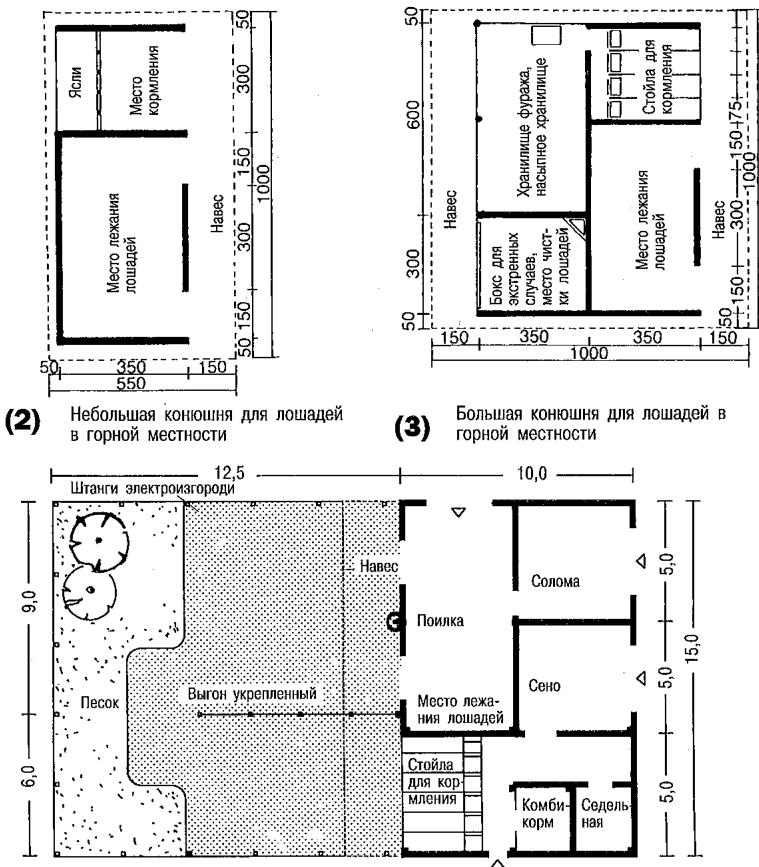 50
300
150
1000
300
150
50
Навес
Ясли
Место
кормления
Место лежания
лошадей
Навес
50
350
150
550
(2)
Небольшая конюшня для лошадей
в горной местности
50
600
300
50
Навес
Хранилище фуража,
насыпное хранилище
Стойла для
кормления
Бокс для
экстренных
случаев,
место чист-
ки лошадей
Место лежания
лошадей
Навес
75
150
1000
300
150
50
150
350
350
150
1000
(3)
Большая конюшня для лошадей в
горной местности
12,5
10,0
Штанги электроизгороди
Навес
9,0
6,0
Песок
Выгон укрепленный
Поилка
Солома
Сено
Место лежа-
ния лошадей
Стойла
для кор-
мления
Комби-
корм
Седель-
ная
5,0
5,0
5,0
15,0